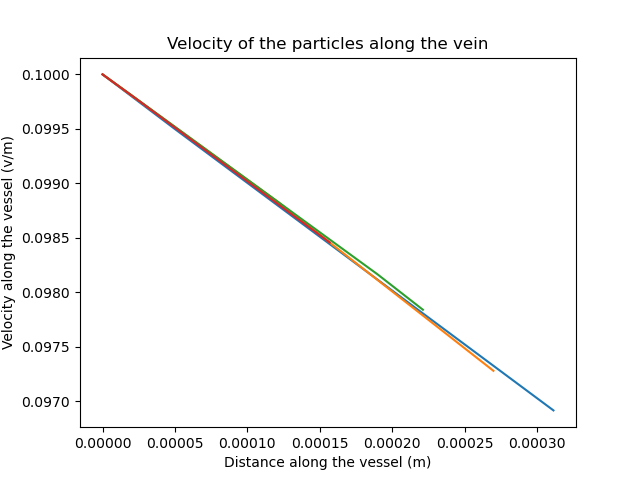 Velocity of the particles along the vein
0.1000
0.0995
0.0990
0.0985
0.0980
0.0975
0.0970
Velocity along the vessel (v/m)
0.00000 0.00005 0.00010 0.00015 0.00020 0.00025 0.00030
Distance along the vessel (m)